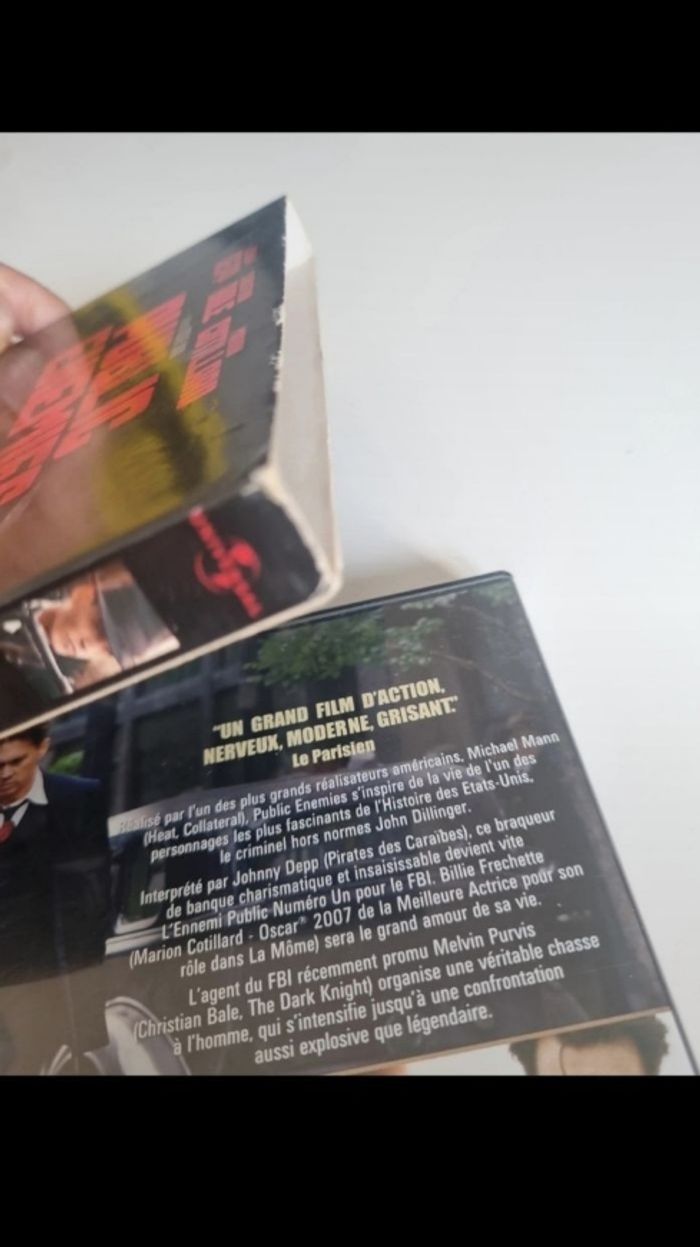 "UN GRAND FILM D'ACTION,
NERVEUX, MODERNE, GRISANT."
Le Parisien
Réalisé par l'un des plus grands réalisateurs américains, Michael Mann
(Heat, Collateral), Public Enemies s'inspire de la vie de l'un des
personnages les plus fascinants de l'Histoire des Etats-Unis,
le criminel hors normes John Dillinger.
Interprété par Johnny Depp (Pirates des Caraïbes), ce braqueur
de banque charismatique et insaisissable devient vite
L'Ennemi Public Numéro Un pour le FBI. Billie Frechette
(Marion Cotillard - Oscar® 2007 de la Meilleure Actrice pour son
rôle dans La Môme) sera le grand amour de sa vie.
L'agent du FBI récemment promu Melvin Purvis
(Christian Bale, The Dark Knight) organise une véritable chasse
à l'homme, qui s'intensifie jusqu'à une confrontation
aussi explosive que légendaire.